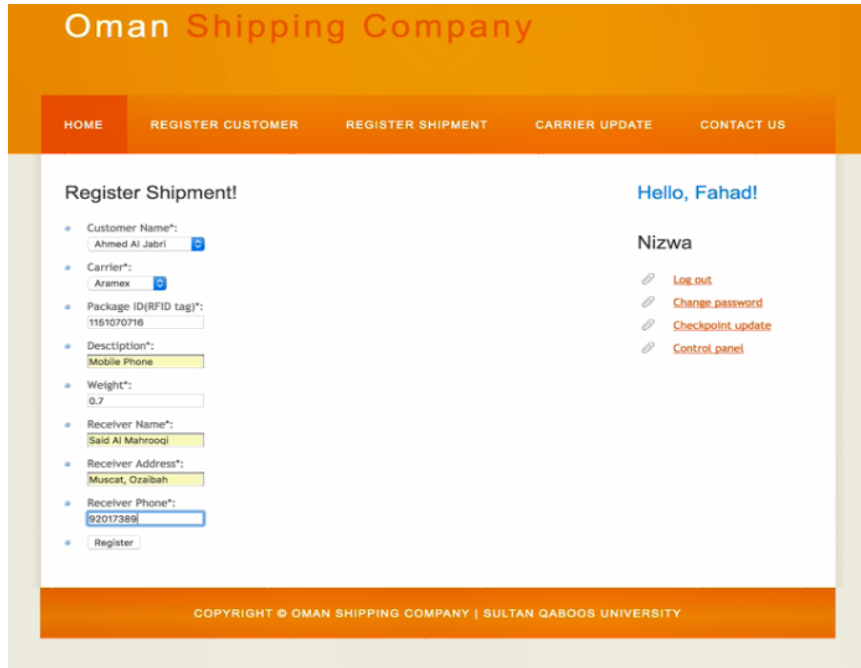 Oman Shipping Company
HOME REGISTER CUSTOMER REGISTER SHIPMENT CARRIER UPDATE CONTACT US
Register Shipment!
Customer Name*:
Ahmed Al Jabri
Carrier*:
Aramex
Package ID(RFID tag)*:
1151070716
Desctiption*:
Mobile Phone
Weight*:
0.7
Receiver Name*:
Said Al Mahrooqi
Receiver Address*:
Muscat, Ozaibah
Receiver Phone*:
92017389
Register
Hello, Fahad!
Nizwa
Log out
Change password
Checkpoint update
Control panel
COPYRIGHT © OMAN SHIPPING COMPANY | SULTAN QABOOS UNIVERSITY